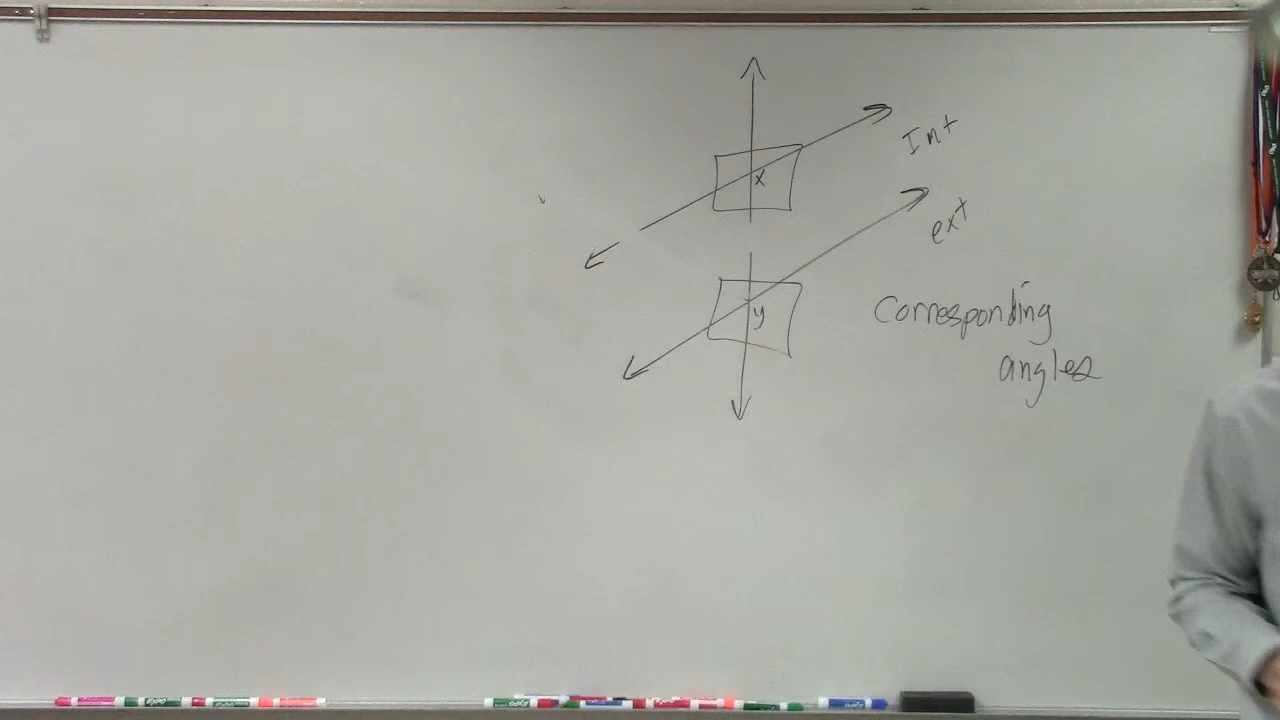 Int
x
ext
y
Corresponding
angles